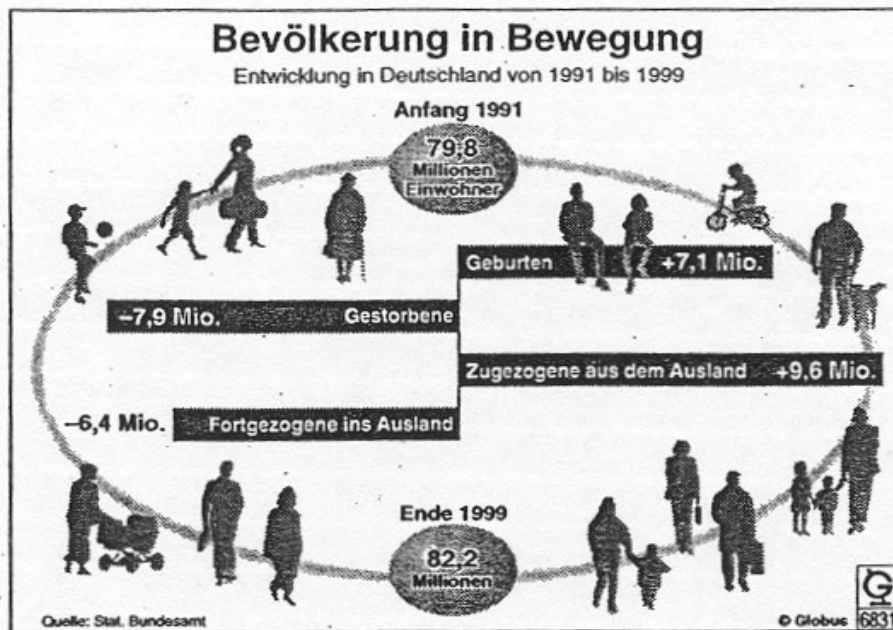 Bevölkerung in Bewegung
Entwicklung in Deutschland von 1991 bis 1999
Anfang 1991
79,8
Millionen
Einwohner
Geburten +7,1 Mio.
–7,9 Mio. Gestorbene
Zugezogene aus dem Ausland +9,6 Mio.
–6,4 Mio. Fortgezogene ins Ausland
Ende 1999
82,2
Millionen
Quelle: Stat. Bundesamt
© Globus
6831